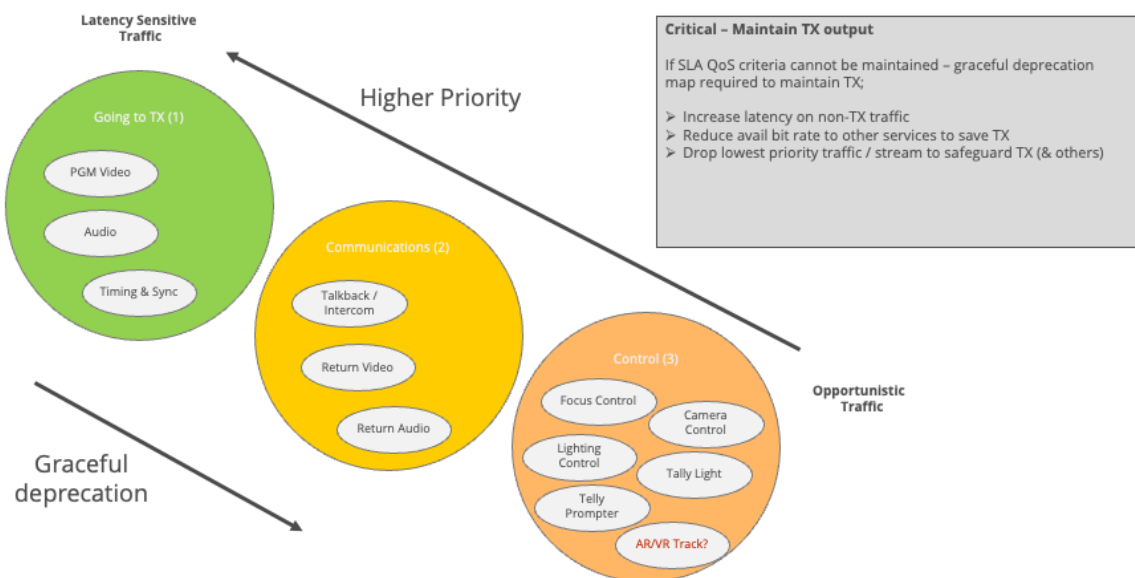 Latency Sensitive
Traffic
Higher Priority
Critical – Maintain TX output
If SLA QoS criteria cannot be maintained – graceful deprecation
map required to maintain TX;
➢ Increase latency on non-TX traffic
➢ Reduce avail bit rate to other services to save TX
➢ Drop lowest priority traffic / stream to safeguard TX (& others)
Going to TX (1)
PGM Video
Audio
Timing & Sync
Communications (2)
Talkback /
Intercom
Return Video
Return Audio
Control (3)
Focus Control
Camera
Control
Lighting
Control
Tally Light
Telly
Prompter
AR/VR Track?
Opportunistic
Traffic
Graceful
deprecation